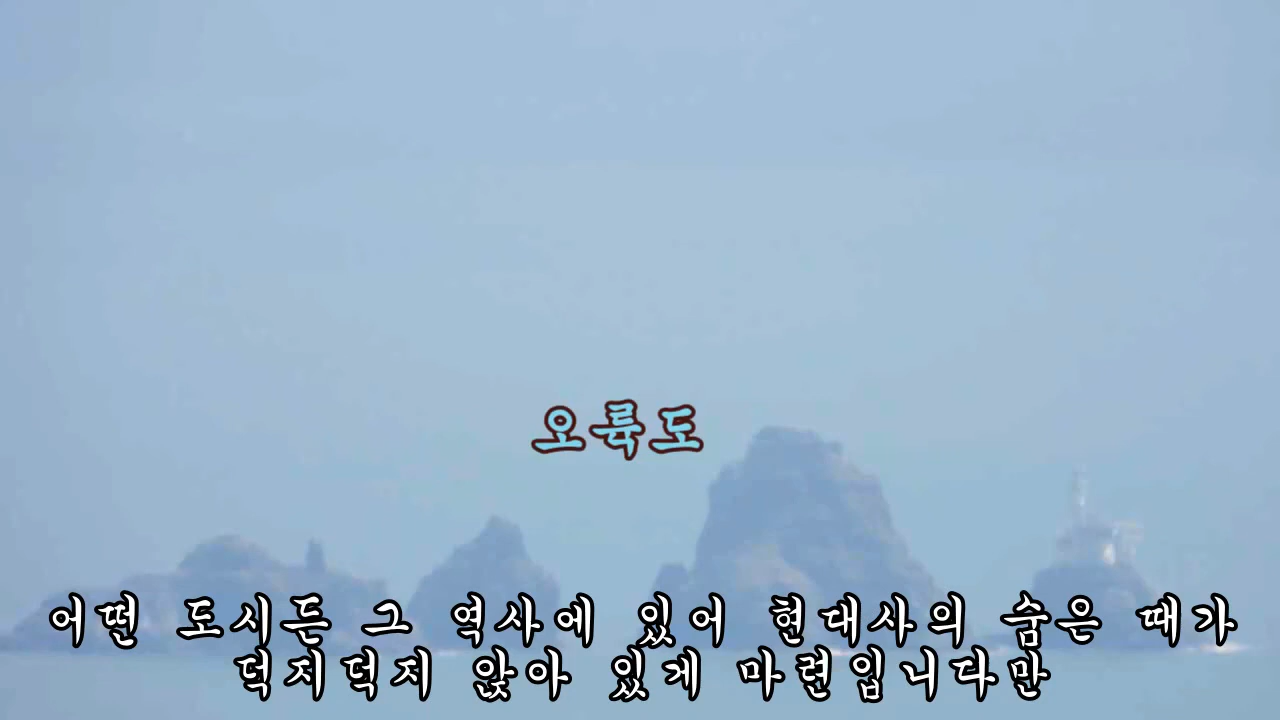 오륙도
어떤 도시든 그 역사에 있어 현대사의 숨은 때가
덕지덕지 앉아 있게 마련입니다만